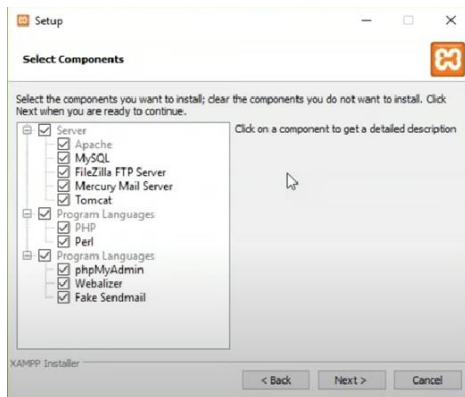 Setup
Select Components
Select the components you want to install; clear the components you do not want to install. Click
Next when you are ready to continue.
Server
Apache
MySQL
FileZilla FTP Server
Mercury Mail Server
Tomcat
Program Languages
PHP
Perl
Program Languages
phpMyAdmin
Webalizer
Fake Sendmail
Click on a component to get a detailed description
XAMPP Installer
< Back
Next >
Cancel